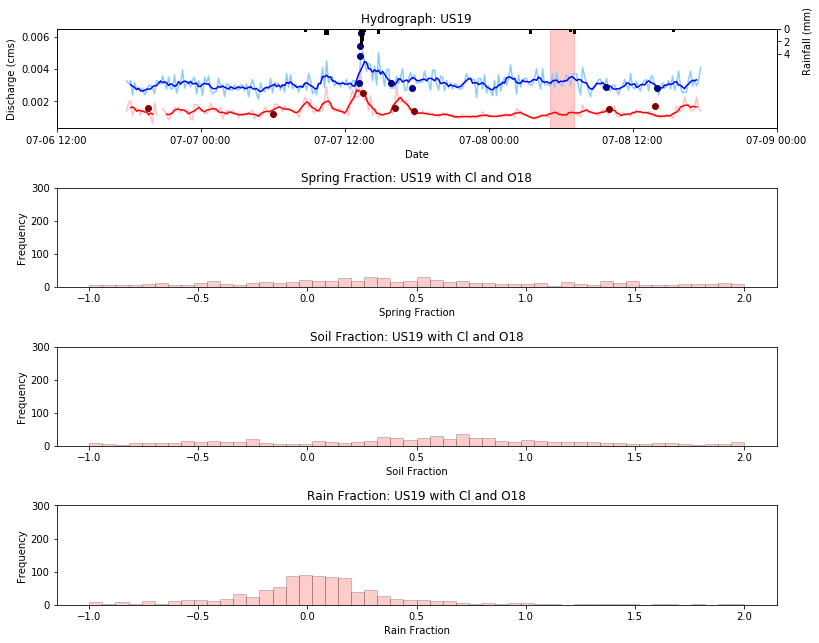 Hydrograph: US19
0.006
0.004
0.002
Discharge (cms)
0
2
4
Rainfall (mm)
07-06 12:00 07-07 00:00 07-07 12:00 07-08 00:00 07-08 12:00 07-09 00:00
Date
Spring Fraction: US19 with Cl and O18
300
200
100
0
Frequency
−1.0 −0.5 0.0 0.5 1.0 1.5 2.0
Spring Fraction
Soil Fraction: US19 with Cl and O18
300
200
100
0
Frequency
−1.0 −0.5 0.0 0.5 1.0 1.5 2.0
Soil Fraction
Rain Fraction: US19 with Cl and O18
300
200
100
0
Frequency
−1.0 −0.5 0.0 0.5 1.0 1.5 2.0
Rain Fraction